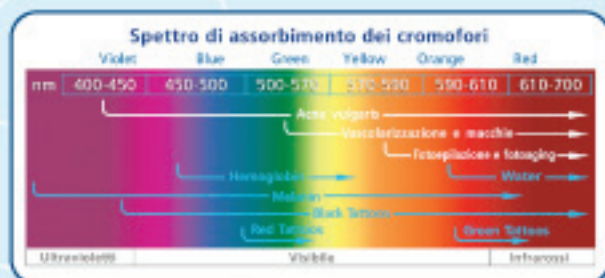 Spettro di assorbimento dei cromofori
Violet Blue Green Yellow Orange Red
nm 400-450 450-500 500-570 570-590 590-610 610-700
Acne vulgaris
Vascolarizzazione e macchie
Fotoepilazione e fotoaging
Hemoglobin Water
Melanin
Black Tattoos
Red Tattoos Green Tattoos
Ultravioletti Visibile Infrarossi